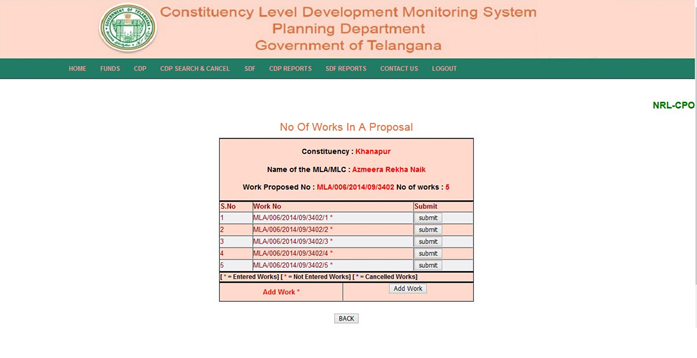 Constituency Level Development Monitoring System
Planning Department
Government of Telangana
HOME FUNDS CDP CDP SEARCH & CANCEL SDF CDP REPORTS SDF REPORTS CONTACT US LOGOUT
NRL-CPO
No Of Works In A Proposal
Constituency : Khanapur
Name of the MLA/MLC : Azmeera Rekha Naik
Work Proposed No : MLA/006/2014/09/3402 No of works : 5
S.No Work No Submit
1 MLA/006/2014/09/3402/1 * submit
2 MLA/006/2014/09/3402/2 * submit
3 MLA/006/2014/09/3402/3 * submit
4 MLA/006/2014/09/3402/4 * submit
5 MLA/006/2014/09/3402/5 * submit
[ * = Entered Works] [ * = Not Entered Works] [ * = Cancelled Works]
Add Work * Add Work
BACK